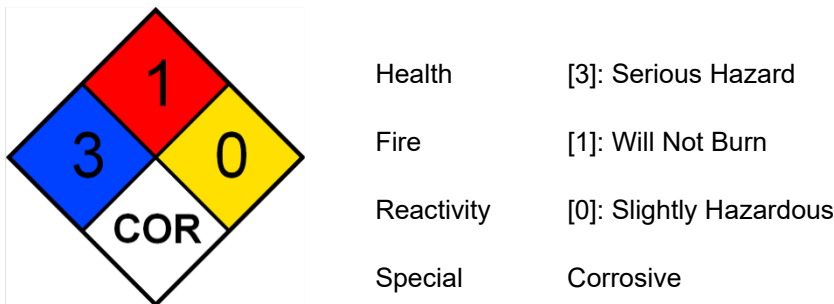 1
3 0
COR
Health [3]: Serious Hazard
Fire [1]: Will Not Burn
Reactivity [0]: Slightly Hazardous
Special Corrosive